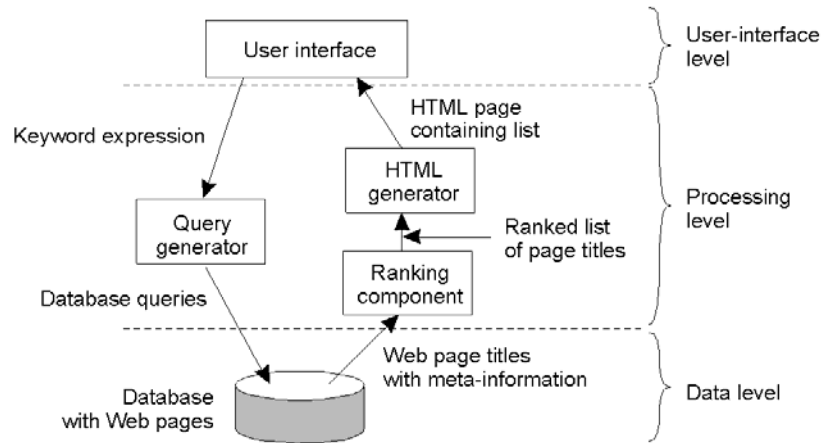 User interface
User-interface
level
HTML page
containing list
Keyword expression
HTML
generator
Processing
level
Query
generator
Ranked list
of page titles
Ranking
component
Database queries
Web page titles
with meta-information
Database
with Web pages
Data level